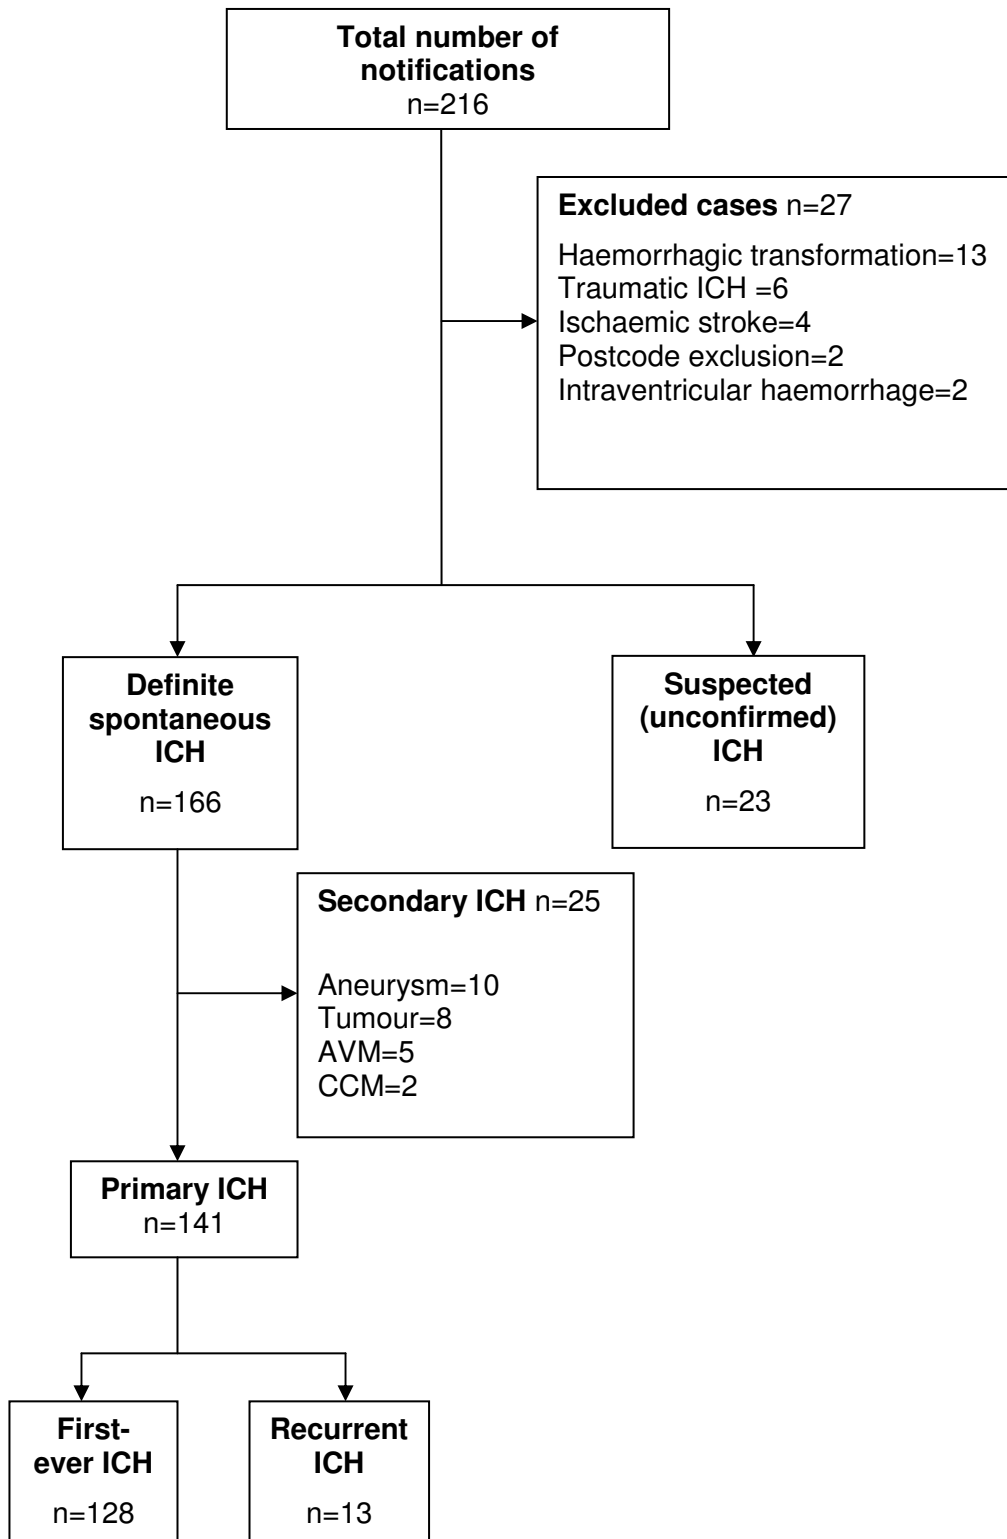 Total number of
notifications
n=216
Excluded cases n=27
Haemorrhagic transformation=13
Traumatic ICH =6
Ischaemic stroke=4
Postcode exclusion=2
Intraventricular haemorrhage=2
Definite
spontaneous
ICH
n=166
Suspected
(unconfirmed)
ICH
n=23
Secondary ICH n=25
Aneurysm=10
Tumour=8
AVM=5
CCM=2
Primary ICH
n=141
First-
ever ICH
n=128
Recurrent
ICH
n=13